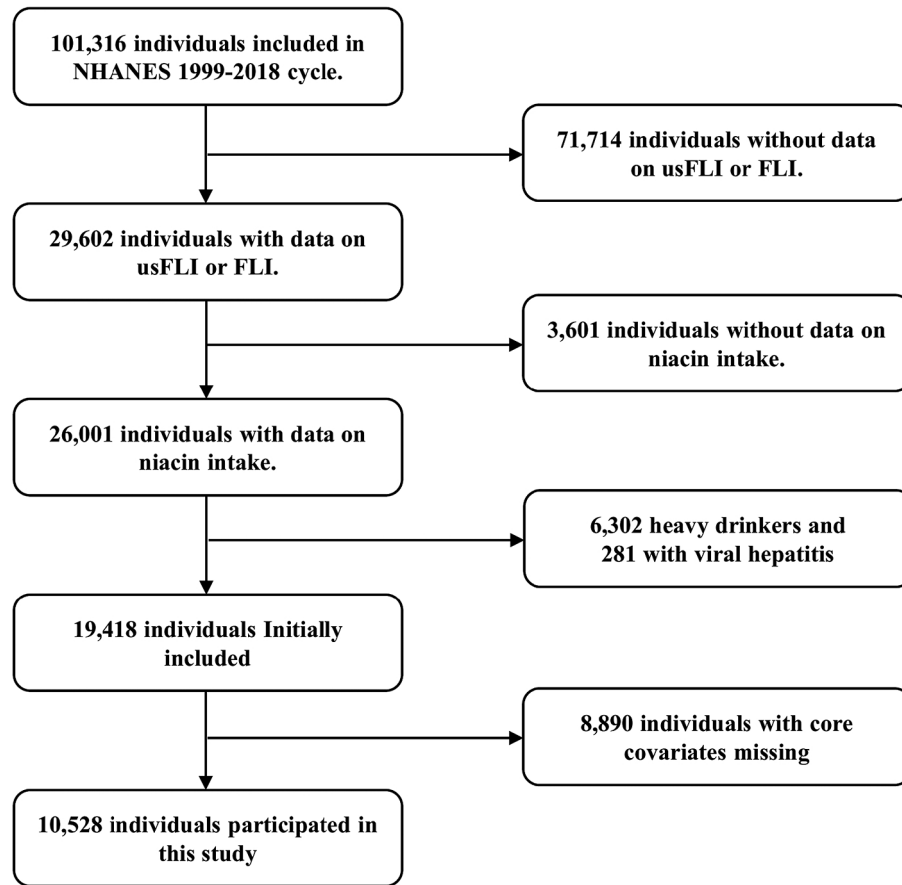 101,316 individuals included in
NHANES 1999-2018 cycle.
71,714 individuals without data
on usFLI or FLI.
29,602 individuals with data on
usFLI or FLI.
3,601 individuals without data on
niacin intake.
26,001 individuals with data on
niacin intake.
6,302 heavy drinkers and
281 with viral hepatitis
19,418 individuals Initially
included
8,890 individuals with core
covariates missing
10,528 individuals participated in
this study